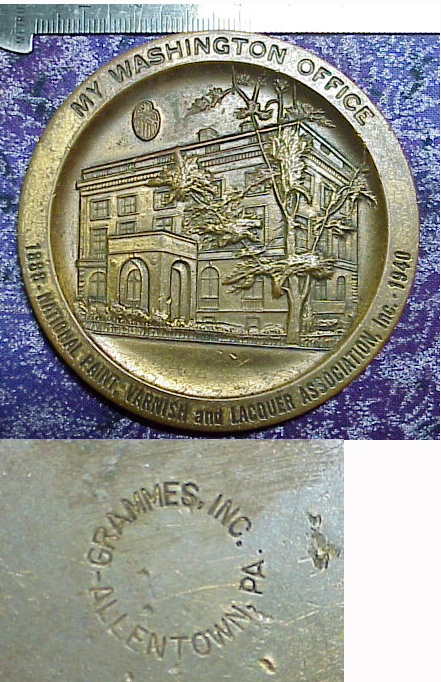 MY WASHINGTON OFFICE
1888-NATIONAL PAINT, VARNISH and LACQUER ASSOCIATION, Inc.-1940
-GRAMMES, INC.
ALLENTOWN, PA.